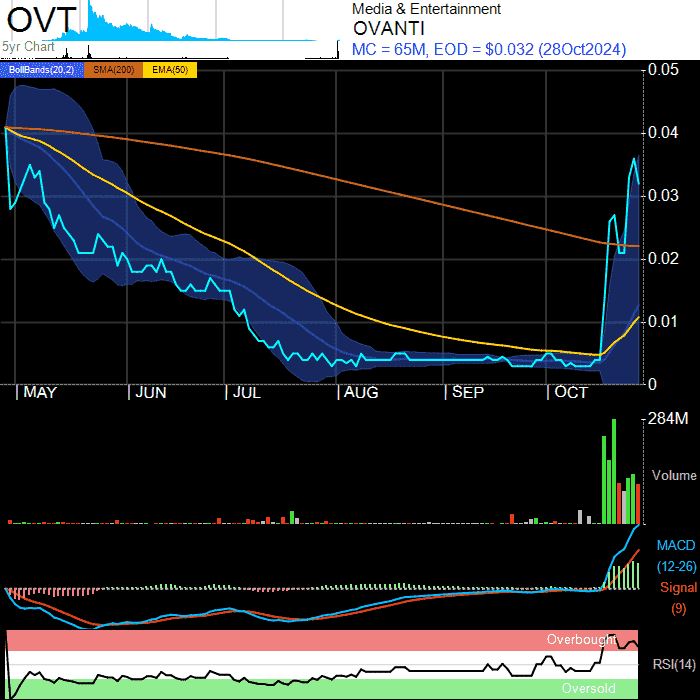 OVT
Media & Entertainment
OVANTI
5yr Chart
MC = 65M, EOD = $0.032 (28Oct2024)
BollBands(20,2) SMA(200) EMA(50)
0.05
0.04
0.03
0.02
0.01
0
MAY JUN JUL AUG SEP OCT
284M
Volume
MACD
(12-26)
Signal
(9)
Overbought
RSI(14)
Oversold